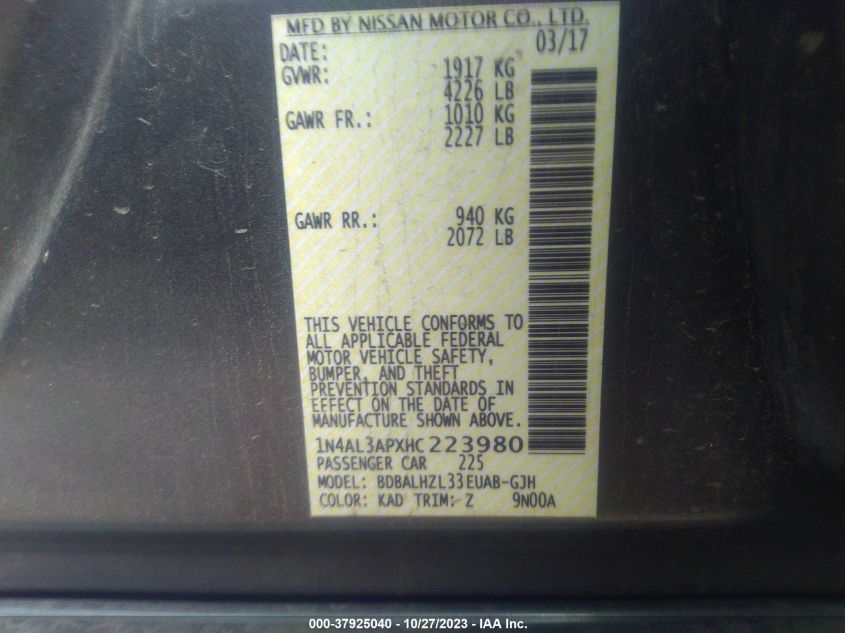 MFD BY NISSAN MOTOR CO., LTD.
DATE: 03/17
GVWR: 1917 KG
4226 LB
GAWR FR.: 1010 KG
2227 LB
GAWR RR.: 940 KG
2072 LB
THIS VEHICLE CONFORMS TO
ALL APPLICABLE FEDERAL
MOTOR VEHICLE SAFETY,
BUMPER, AND THEFT
PREVENTION STANDARDS IN
EFFECT ON THE DATE OF
MANUFACTURE SHOWN ABOVE.
1N4AL3APXHC223980
PASSENGER CAR 225
MODEL: BDBALHZL33EUAB-GJH
COLOR: KAD TRIM: Z 9N00A
000-37925040 - 10/27/2023 - IAA Inc.